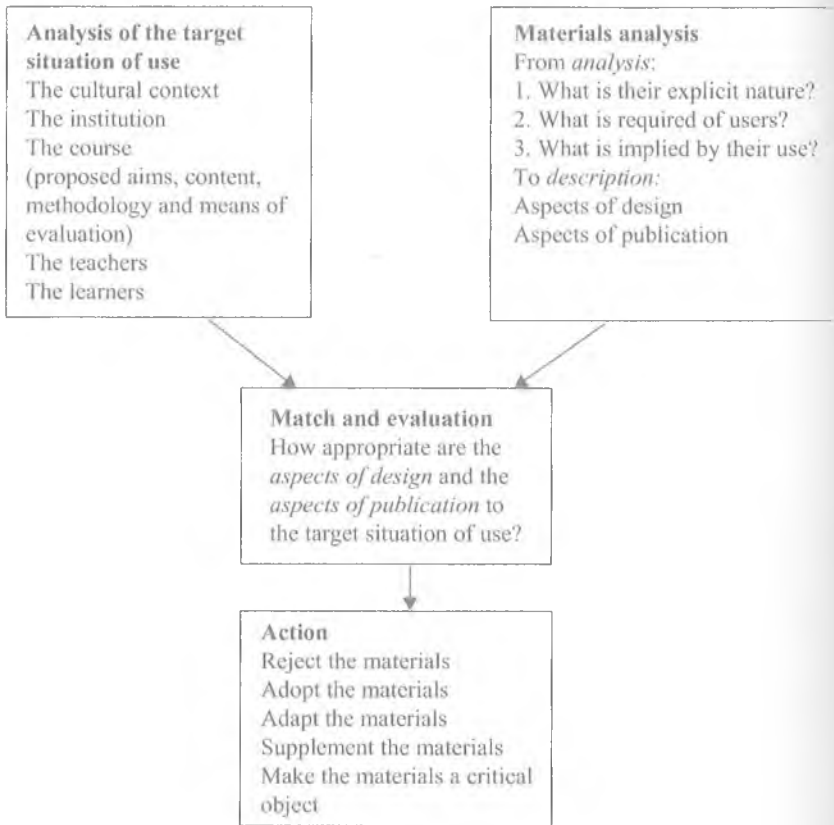 Analysis of the target
situation of use
The cultural context
The institution
The course
(proposed aims, content,
methodology and means of
evaluation)
The teachers
The learners
Materials analysis
From analysis:
1. What is their explicit nature?
2. What is required of users?
3. What is implied by their use?
To description:
Aspects of design
Aspects of publication
Match and evaluation
How appropriate are the
aspects of design and the
aspects of publication to
the target situation of use?
Action
Reject the materials
Adopt the materials
Adapt the materials
Supplement the materials
Make the materials a critical
object